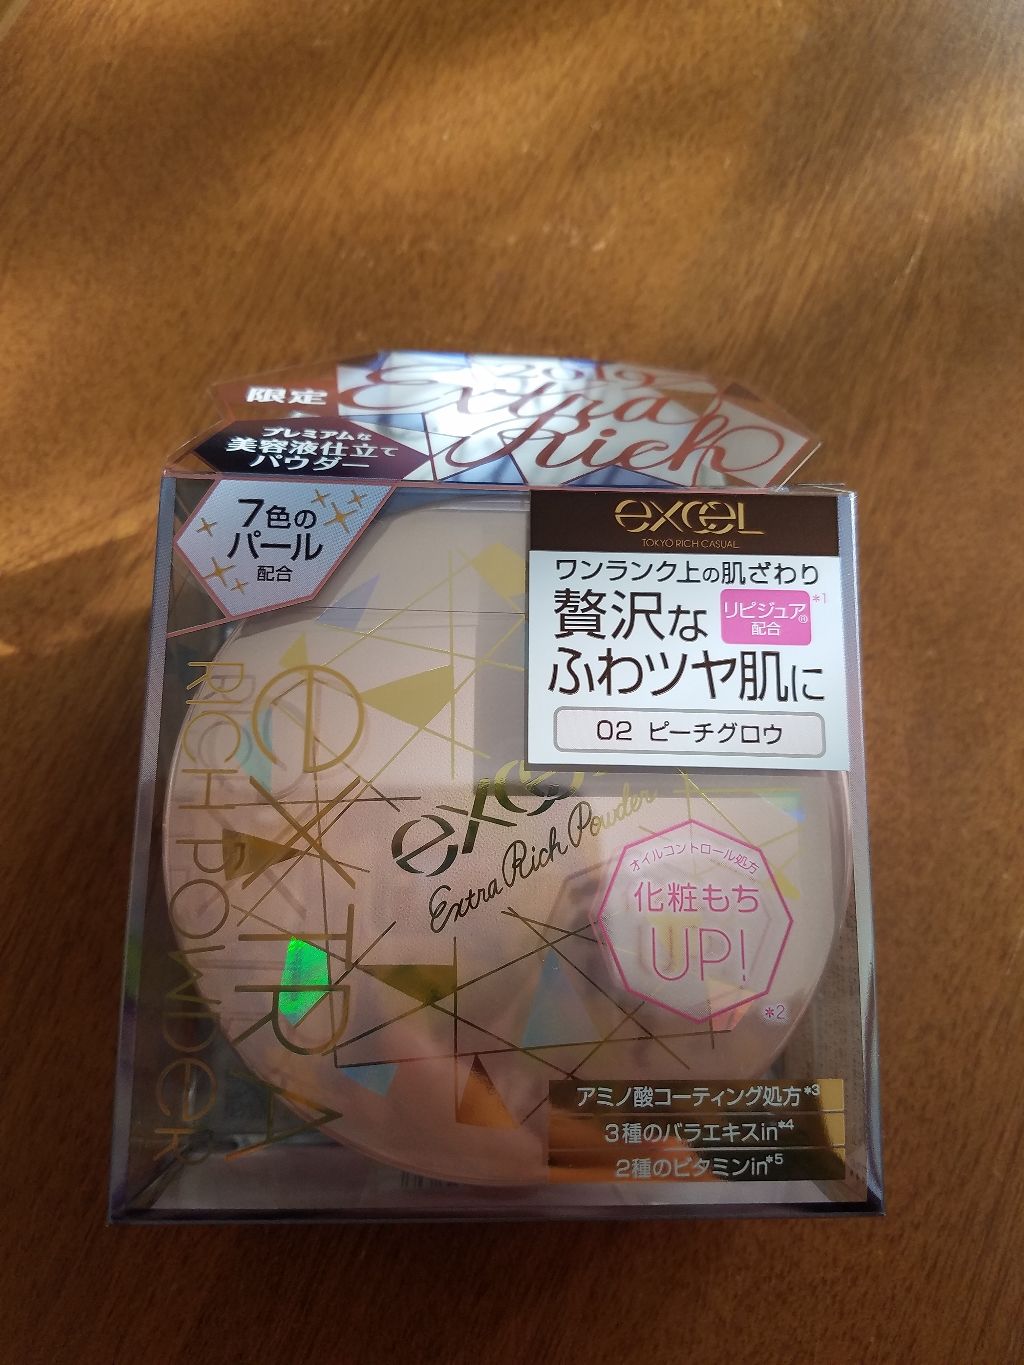 2019
Extra
Rich
限定
プレミアムな
美容液仕立て
パウダー
7色の
パール
配合
excel
TOKYO RICH CASUAL
ワンランク上の肌ざわり
贅沢な
リピジュア®
配合
*1
ふわツヤ肌に
02 ピーチグロウ
EXTRA
RICH POWDER
excel
Extra Rich Powder
オイルコントロール処方
化粧もち
UP!
*2
アミノ酸コーティング処方*3
3種のバラエキスin*4
2種のビタミンin*5